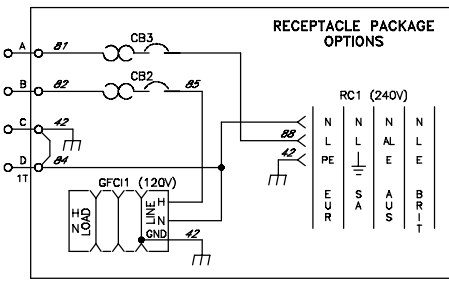 RECEPTACLE PACKAGE
OPTIONS
CB3
A 81
CB2
B 82 85
RC1 (240V)
C 42
N N N N
88 L L AL L
42 PE E E
D 84
1T
GFCI1 (120V)
EUR SA AUS BRIT
H N LOAD LINE H
N
GND 42